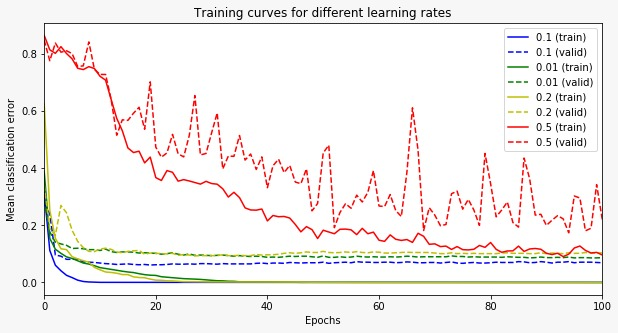 Training curves for different learning rates
0.1 (train)
0.1 (valid)
0.01 (train)
0.01 (valid)
0.2 (train)
0.2 (valid)
0.5 (train)
0.5 (valid)
Mean classification error
0.8
0.6
0.4
0.2
0.0
0 20 40 60 80 100
Epochs